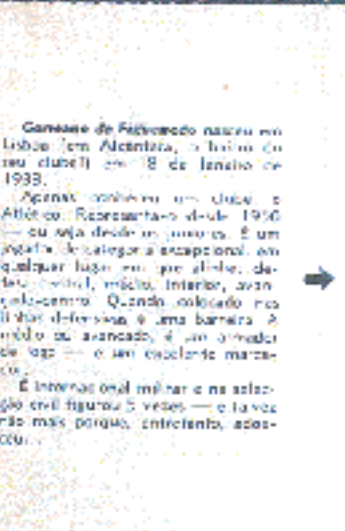 Germano de Figueiredo nasceu em
Lisboa (em Alcântara, o bairro do
seu clube!) em 18 de Janeiro de
1933.
Apenas conheceu um clube: o
Atlético. Representa-o desde 1950
— ou seja desde os juniores. É um
jogador de categoria excepcional, em
qualquer lugar em que alinhe: de-
fesa central, médio, interior, avan-
çado-centro. Quando colocado nas
linhas defensivas é uma barreira. A
médio ou avançado, é um armador
de jogo — e um excelente marca-
dor.
É internacional militar e na selec-
ção civil figurou 5 vezes — e talvez
não mais porque, entretanto, adoe-
ceu...